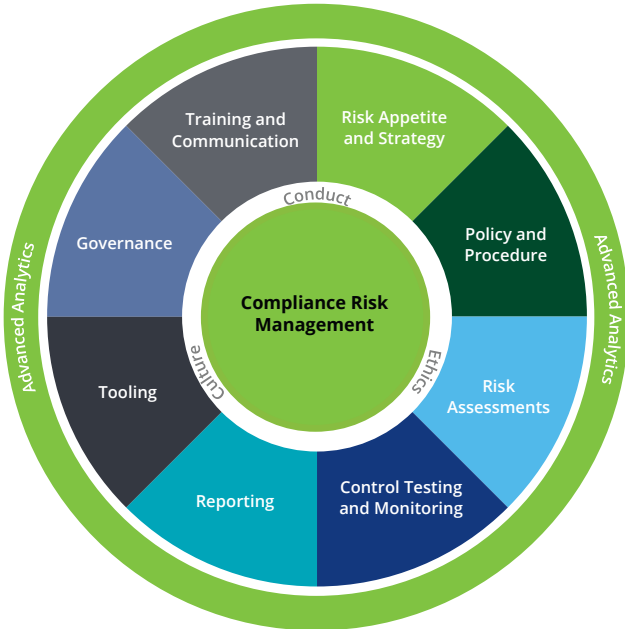 Training and
Communication
Risk Appetite
and Strategy
Conduct
Governance
Policy and
Procedure
Advanced Analytics
Advanced Analytics
Compliance Risk
Management
Culture
Ethics
Tooling
Risk
Assessments
Reporting
Control Testing
and Monitoring